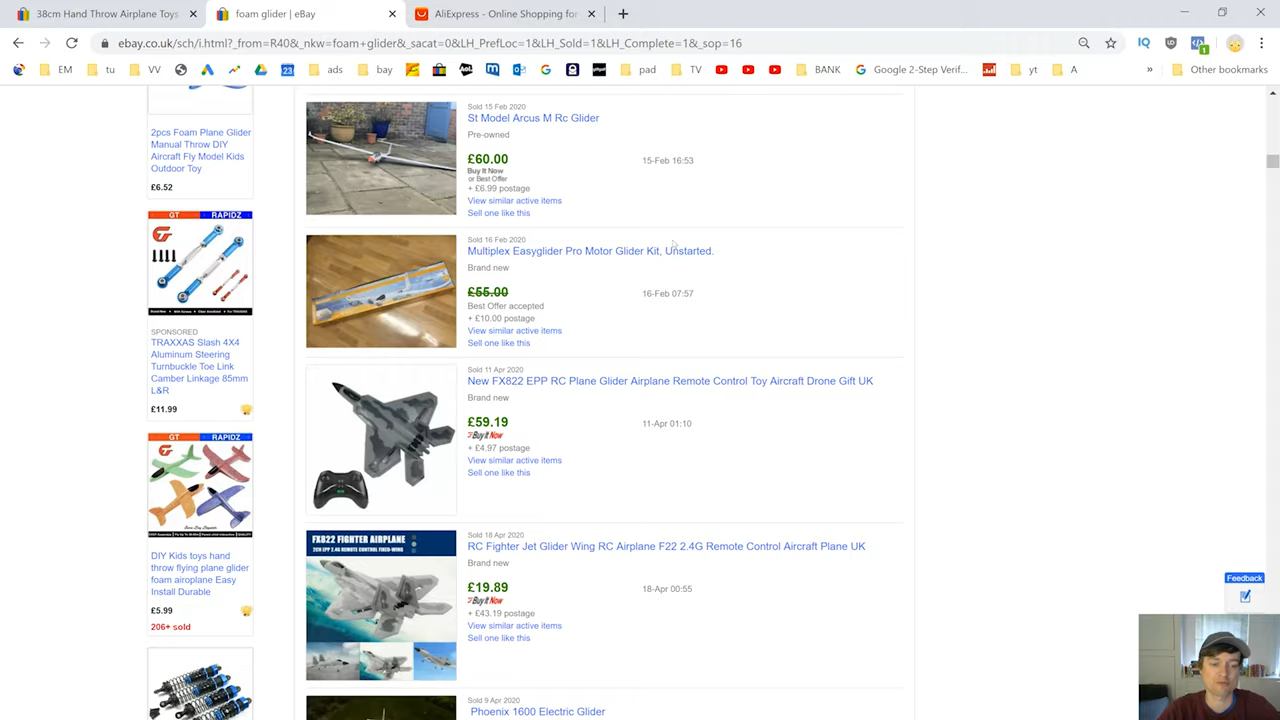 38cm Hand Throw Airplane Toys
foam glider | eBay
AliExpress - Online Shopping for
ebay.co.uk/sch/i.html?_from=R40&_nkw=foam+glider&_sacat=0&LH_PrefLoc=1&LH_Sold=1&LH_Complete=1&_sop=16
EM
tu
VV
ads
bay
pad
TV
BANK
Google 2-Step Verif...
yt
A
Other bookmarks
2pcs Foam Plane Glider
Manual Throw DIY
Aircraft Fly Model Kids
Outdoor Toy
£6.52
GT RAPIDZ
SPONSORED
TRAXXAS Slash 4X4
Aluminum Steering
Turnbuckle Toe Link
Camber Linkage 85mm
L&R
£11.99
GT RAPIDZ
DIY Kids toys hand
throw flying plane glider
foam airoplane Easy
Install Durable
£5.99
206+ sold
Sold 15 Feb 2020
St Model Arcus M Rc Glider
Pre-owned
£60.00
15-Feb 16:53
Buy It Now
or Best Offer
+ £6.99 postage
View similar active items
Sell one like this
Sold 16 Feb 2020
Multiplex Easyglider Pro Motor Glider Kit, Unstarted.
Brand new
£55.00
16-Feb 07:57
Best Offer accepted
+ £10.00 postage
View similar active items
Sell one like this
Sold 11 Apr 2020
New FX822 EPP RC Plane Glider Airplane Remote Control Toy Aircraft Drone Gift UK
Brand new
£59.19
11-Apr 01:10
Buy It Now
+ £4.97 postage
View similar active items
Sell one like this
FX822 FIGHTER AIRPLANE
Sold 18 Apr 2020
RC Fighter Jet Glider Wing RC Airplane F22 2.4G Remote Control Aircraft Plane UK
Brand new
£19.89
18-Apr 00:55
Buy It Now
+ £43.19 postage
View similar active items
Sell one like this
Sold 9 Apr 2020
Phoenix 1600 Electric Glider
Feedback